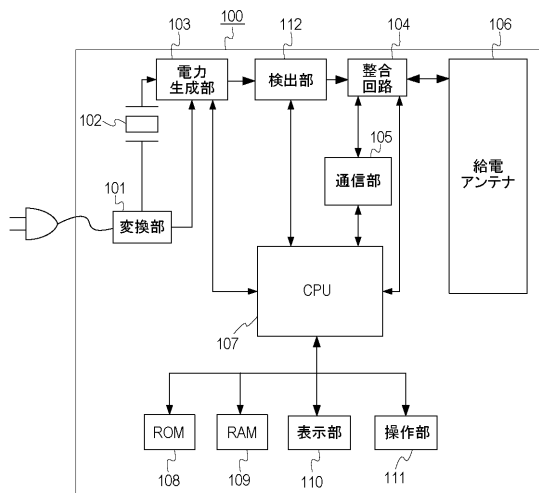 103
100
112
104
106
電力
生成部
検出部
整合
回路
102
105
給電
アンテナ
通信部
101
変換部
CPU
107
ROM
RAM
表示部
操作部
108
109
110
111